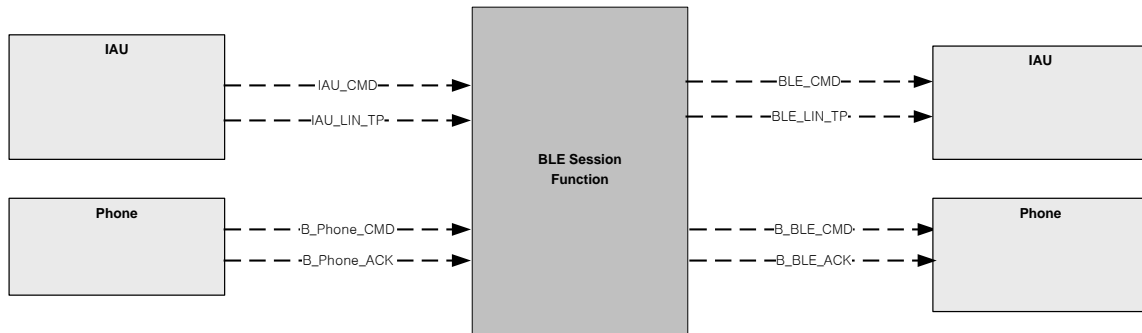 IAU
IAU_CMD
IAU_LIN_TP
Phone
B_Phone_CMD
B_Phone_ACK
BLE Session
Function
BLE_CMD
BLE_LIN_TP
IAU
B_BLE_CMD
B_BLE_ACK
Phone